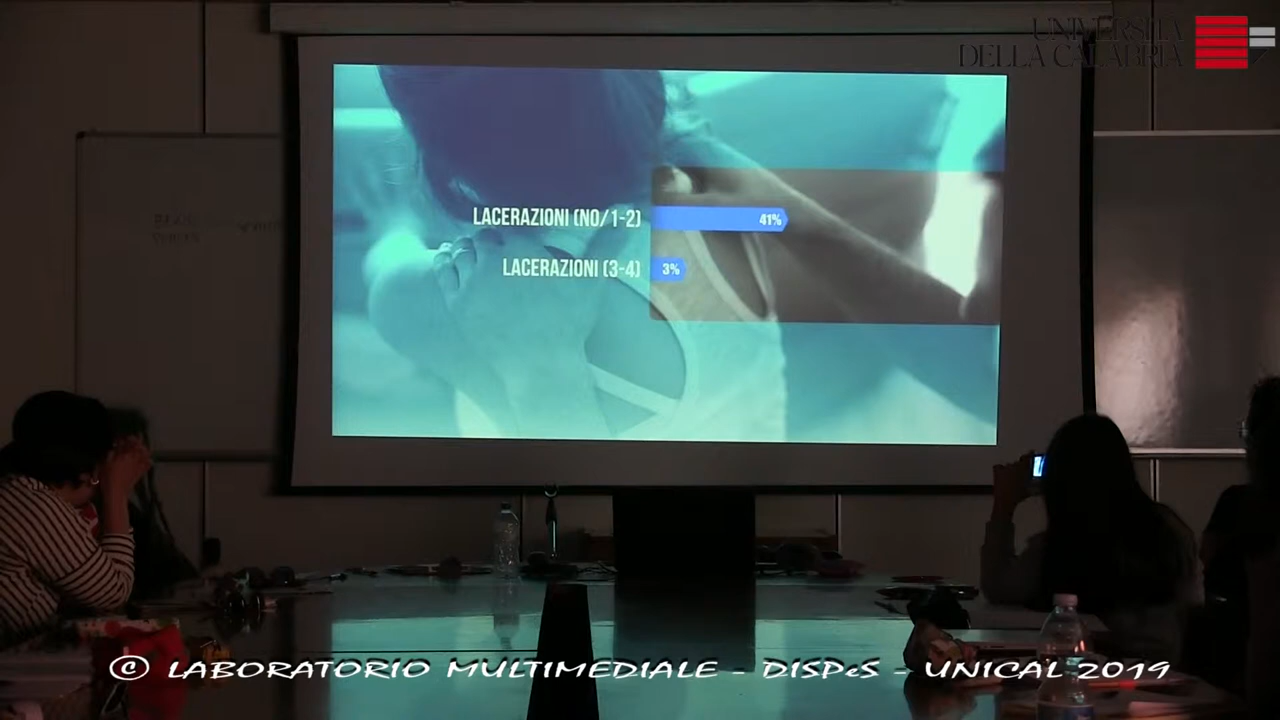 UNIVERSITÀ
DELLA CALABRIA
LACERAZIONI (NO/1-2)
41%
LACERAZIONI (3-4)
3%
© LABORATORIO MULTIMEDIALE - DISPeS - UNICAL 2019